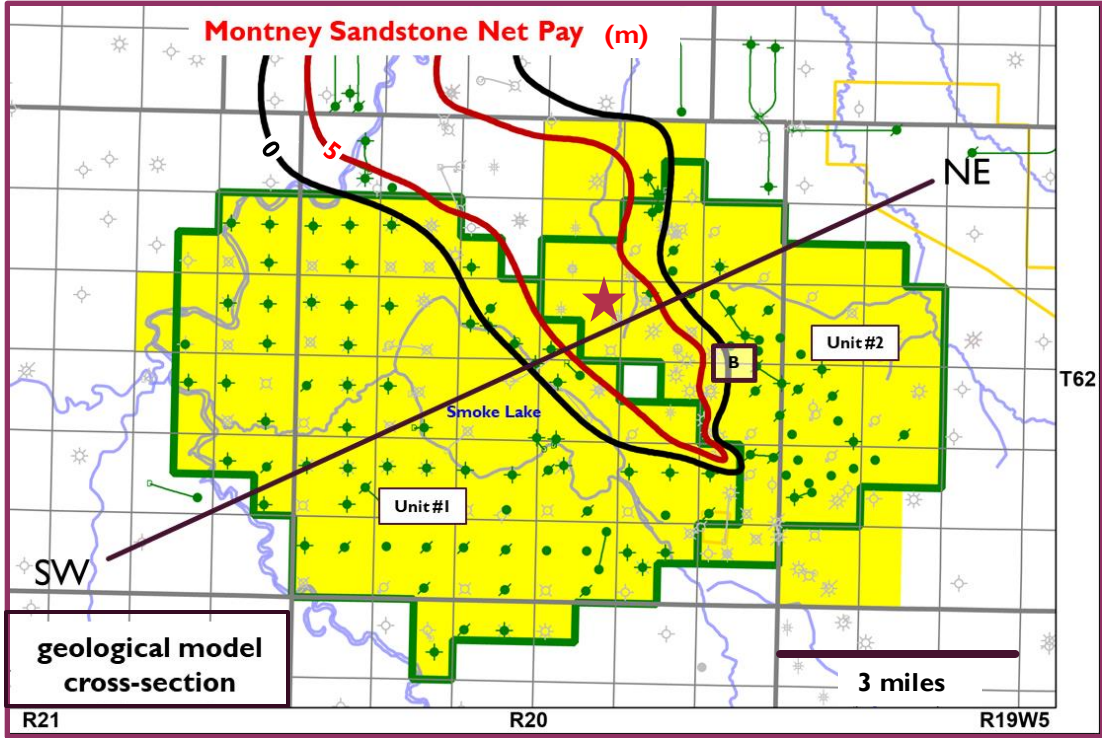 Montney Sandstone Net Pay (m)
0
5
NE
Unit #2
B
T62
Smoke Lake
Unit #1
SW
geological model
cross-section
3 miles
R21
R20
R19W5